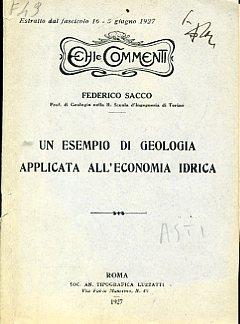 F49
Estratto dal fascicolo 16 - 5 giugno 1927
ECHI e COMMENTI
FEDERICO SACCO
Prof. di Geologia nella R. Scuola d'Ingegneria di Torino
UN ESEMPIO DI GEOLOGIA
APPLICATA ALL'ECONOMIA IDRICA
ASTI
ROMA
SOC. AN. TIPOGRAFICA LUZZATTI
1927